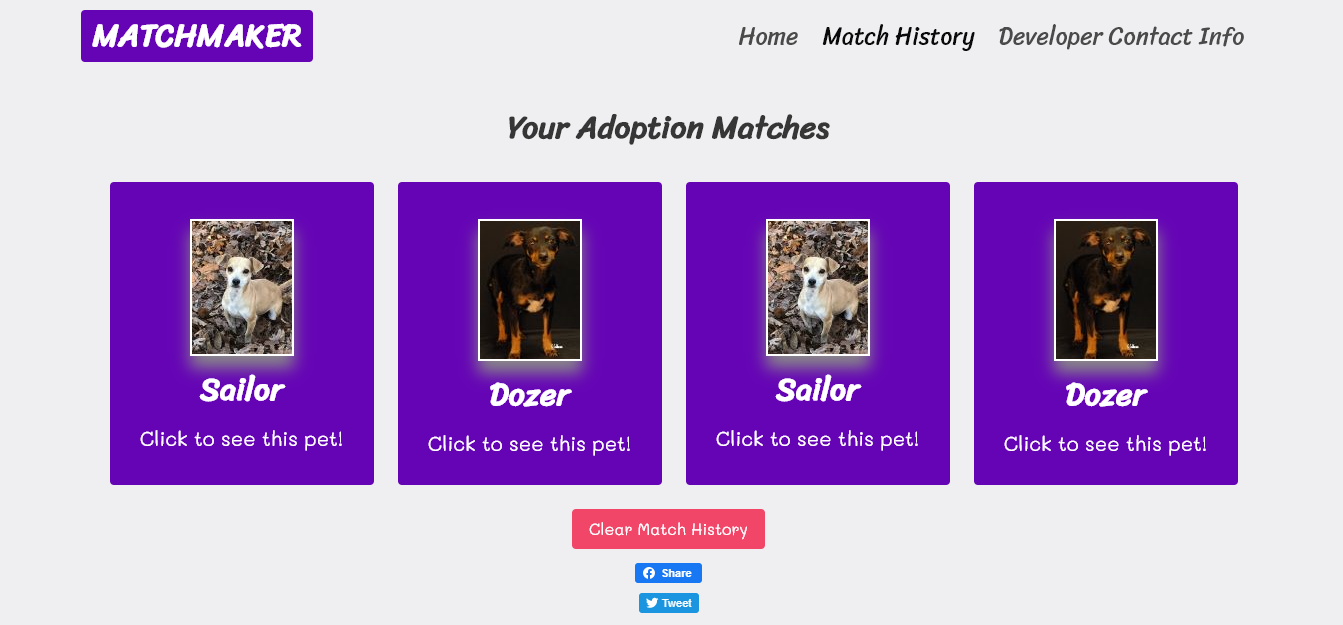 MATCHMAKER
Home Match History Developer Contact Info
Your Adoption Matches
Sailor
Click to see this pet!
Dozer
Click to see this pet!
Sailor
Click to see this pet!
Dozer
Click to see this pet!
Clear Match History
Share
Tweet